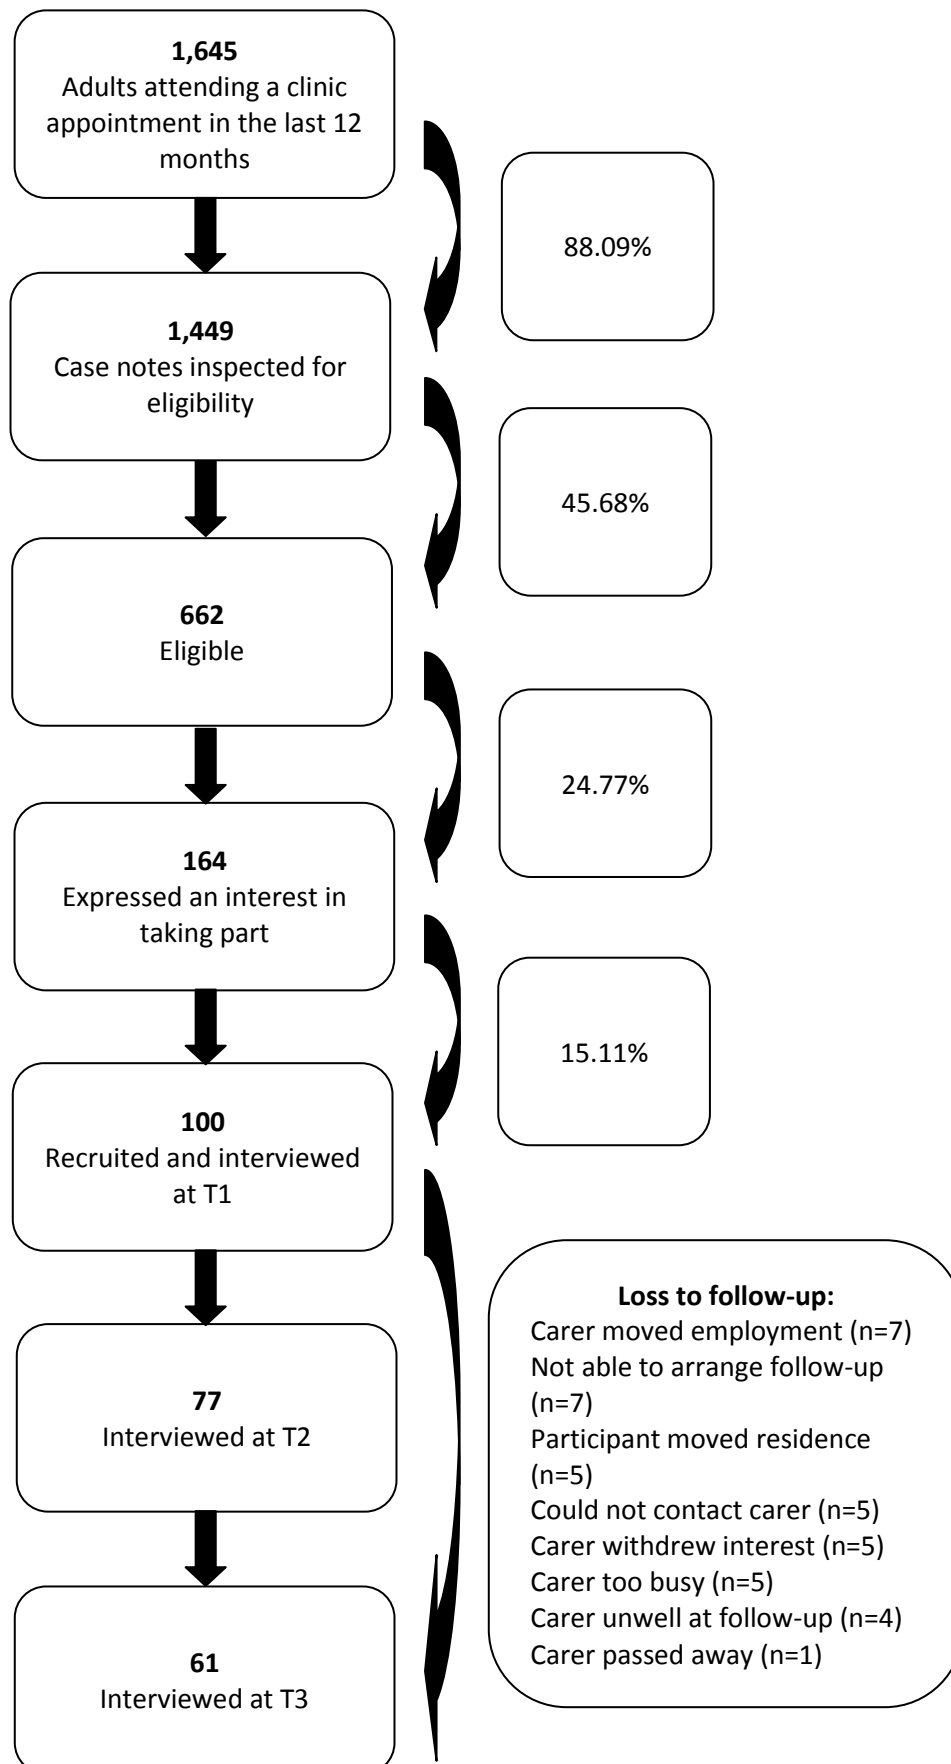 1,645
Adults attending a clinic
appointment in the last 12
months
88.09%
1,449
Case notes inspected for
eligibility
45.68%
662
Eligible
24.77%
164
Expressed an interest in
taking part
15.11%
100
Recruited and interviewed
at T1
Loss to follow-up:
Carer moved employment (n=7)
Not able to arrange follow-up
(n=7)
Participant moved residence
(n=5)
Could not contact carer (n=5)
Carer withdrew interest (n=5)
Carer too busy (n=5)
Carer unwell at follow-up (n=4)
Carer passed away (n=1)
77
Interviewed at T2
61
Interviewed at T3